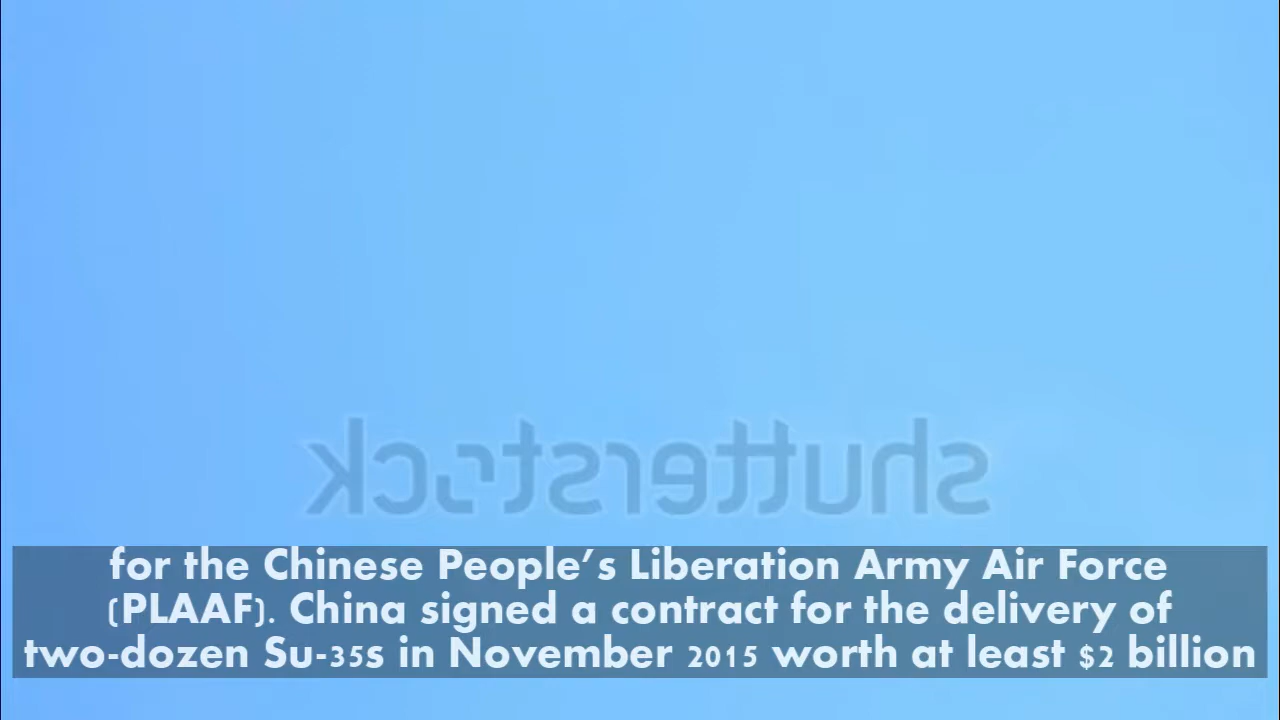 shutterstock
for the Chinese People's Liberation Army Air Force
(PLAAF). China signed a contract for the delivery of
two-dozen Su-35s in November 2015 worth at least $2 billion